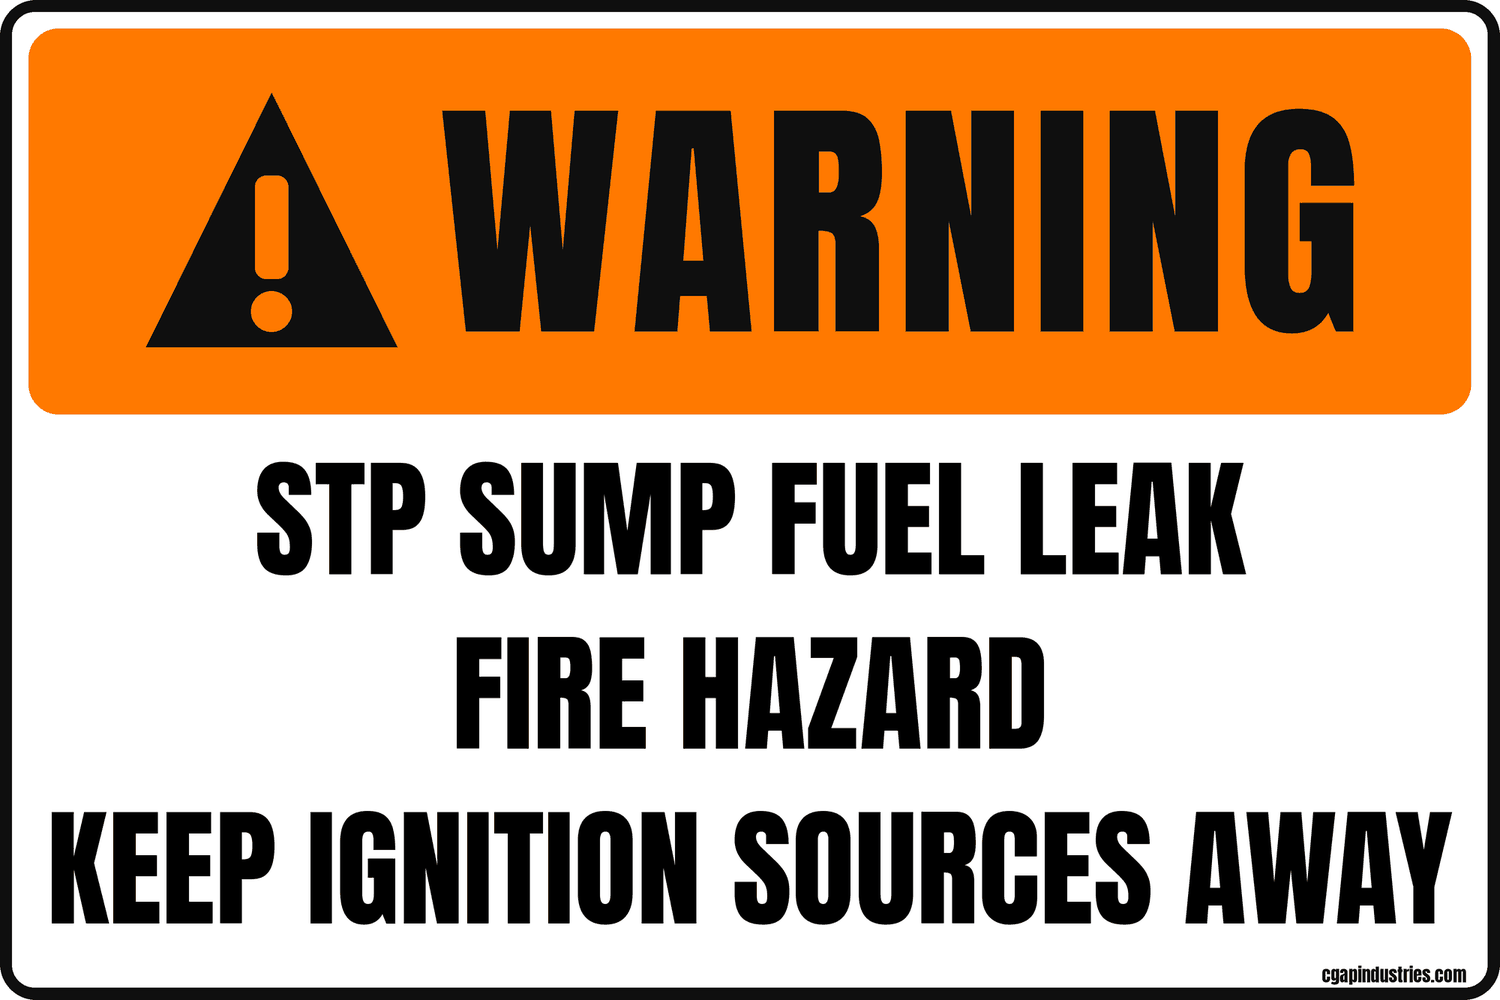 WARNING
STP SUMP FUEL LEAK
FIRE HAZARD
KEEP IGNITION SOURCES AWAY
cgapindustries.com